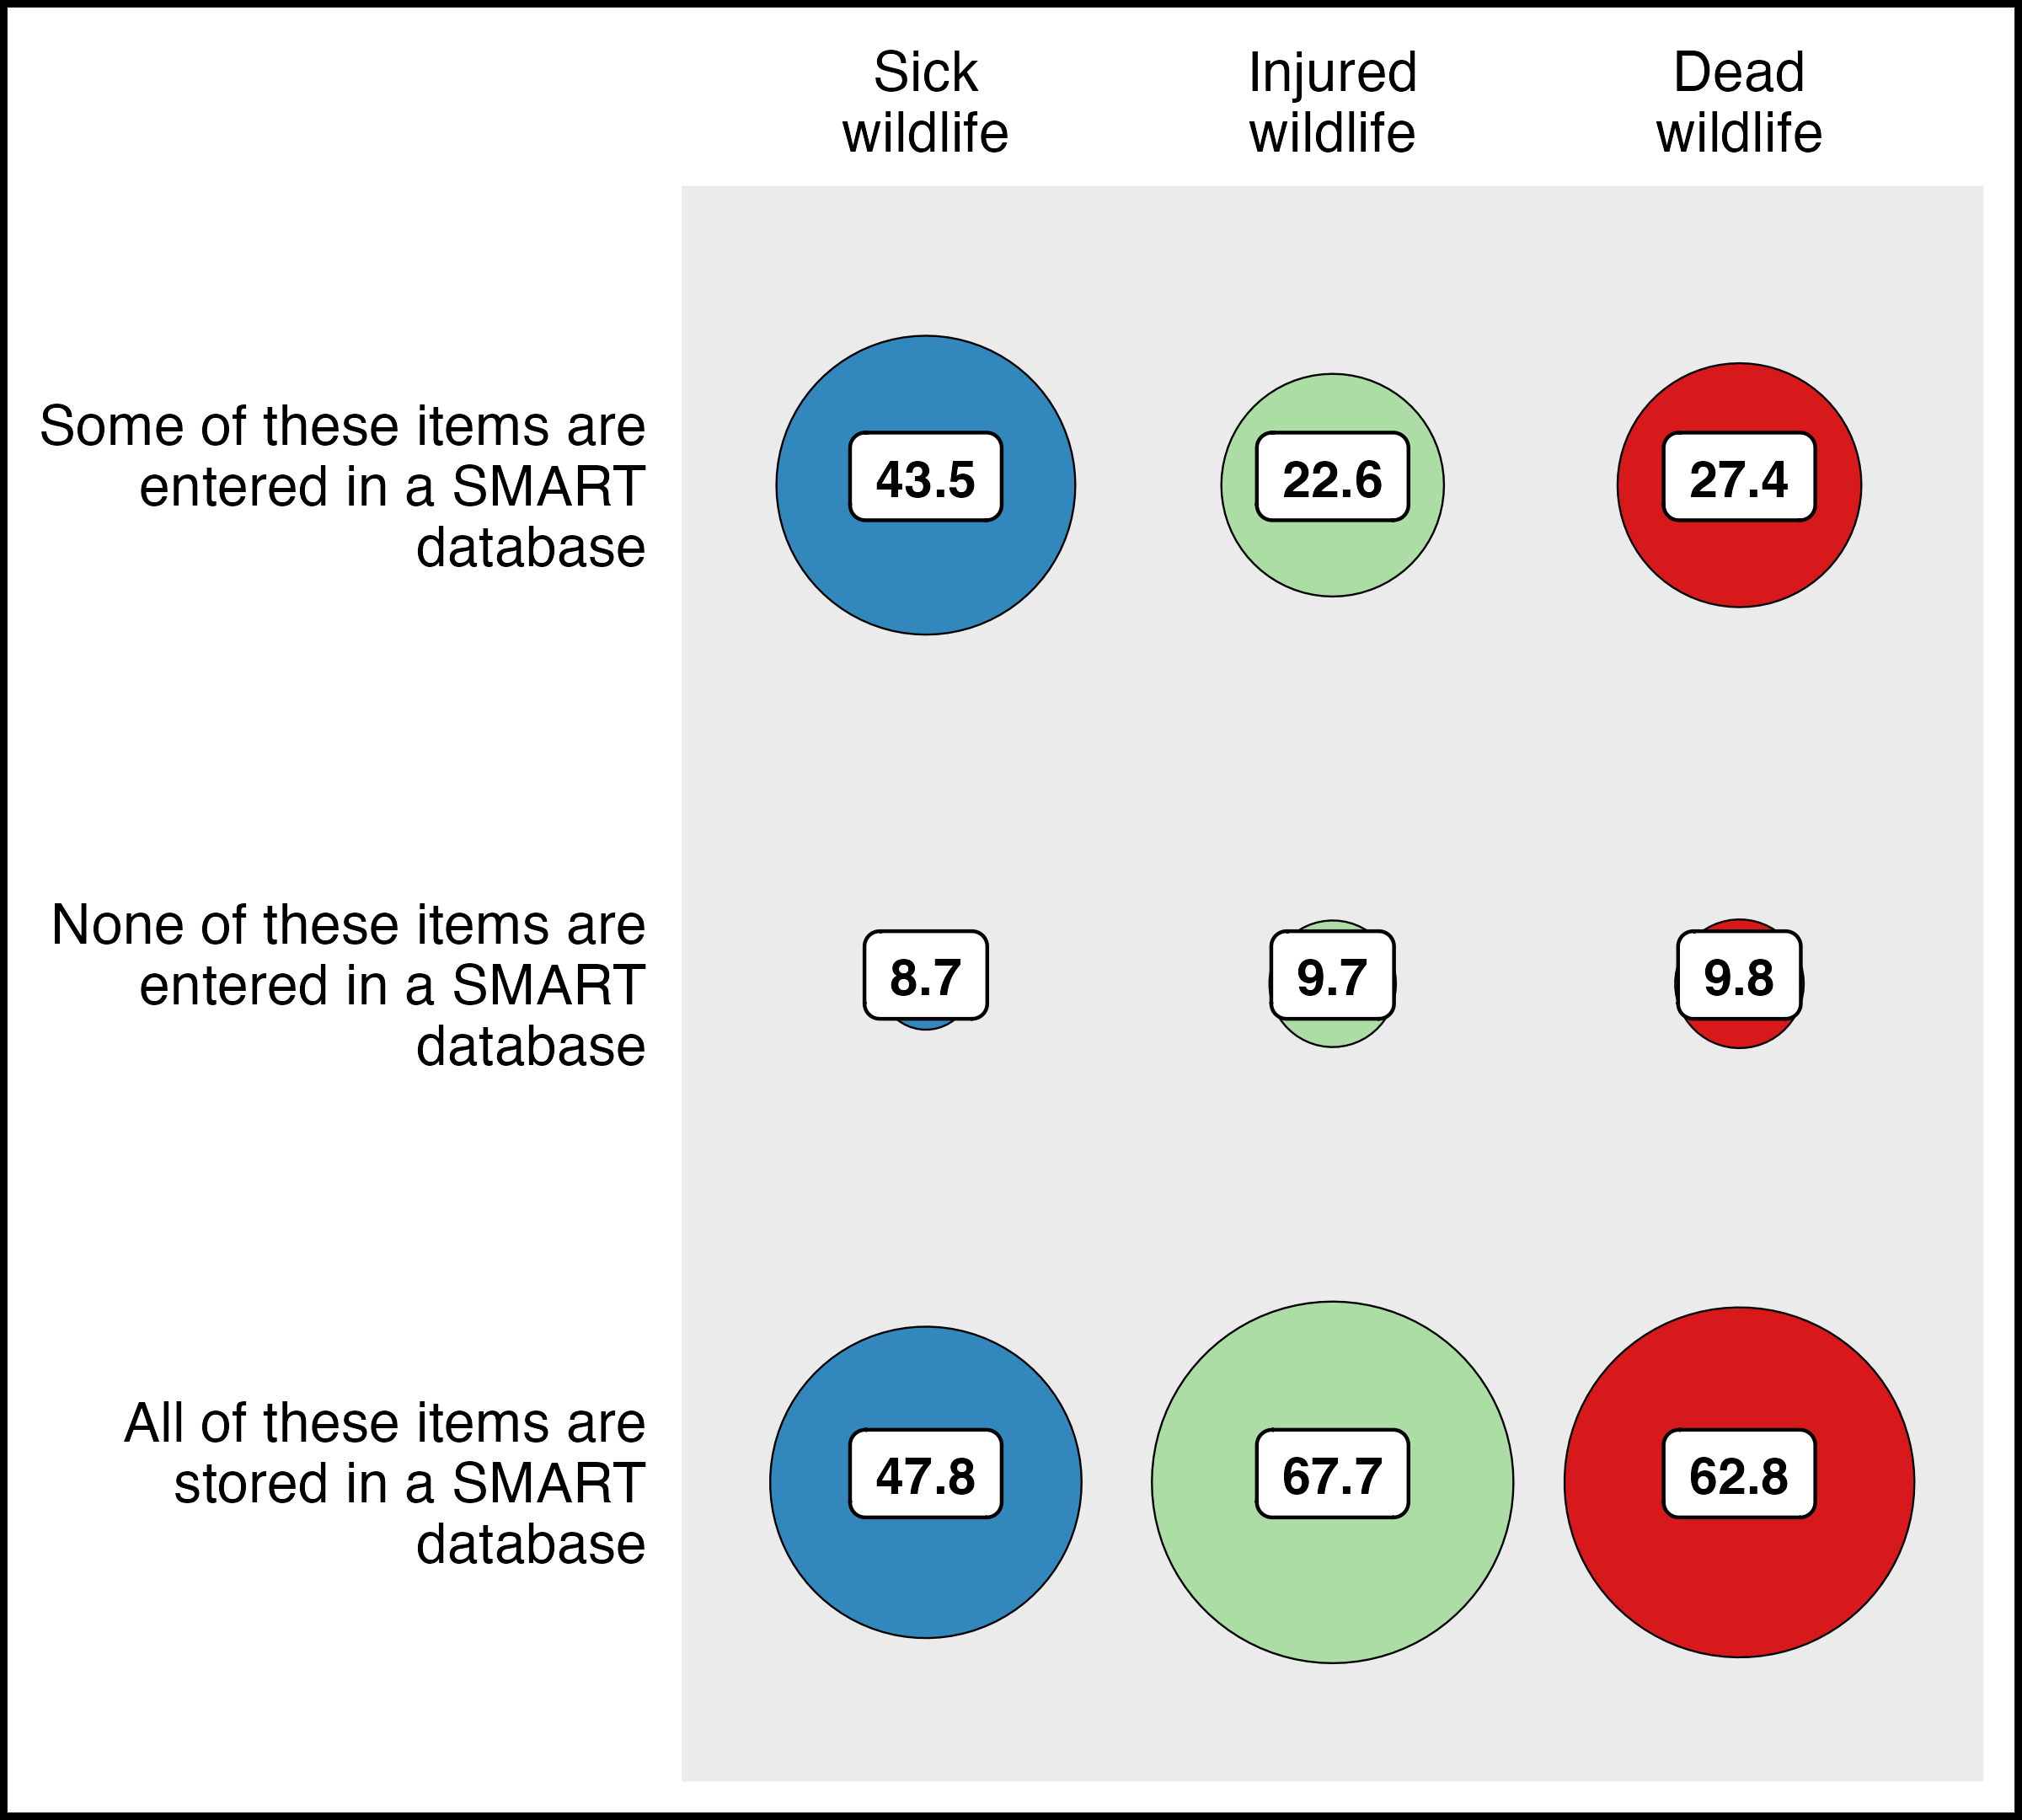 Sick
wildlife
Injured
wildlife
Dead
wildlife
Some of these items are
entered in a SMART
database
43.5
22.6
27.4
None of these items are
entered in a SMART
database
8.7
9.7
9.8
All of these items are
stored in a SMART
database
47.8
67.7
62.8